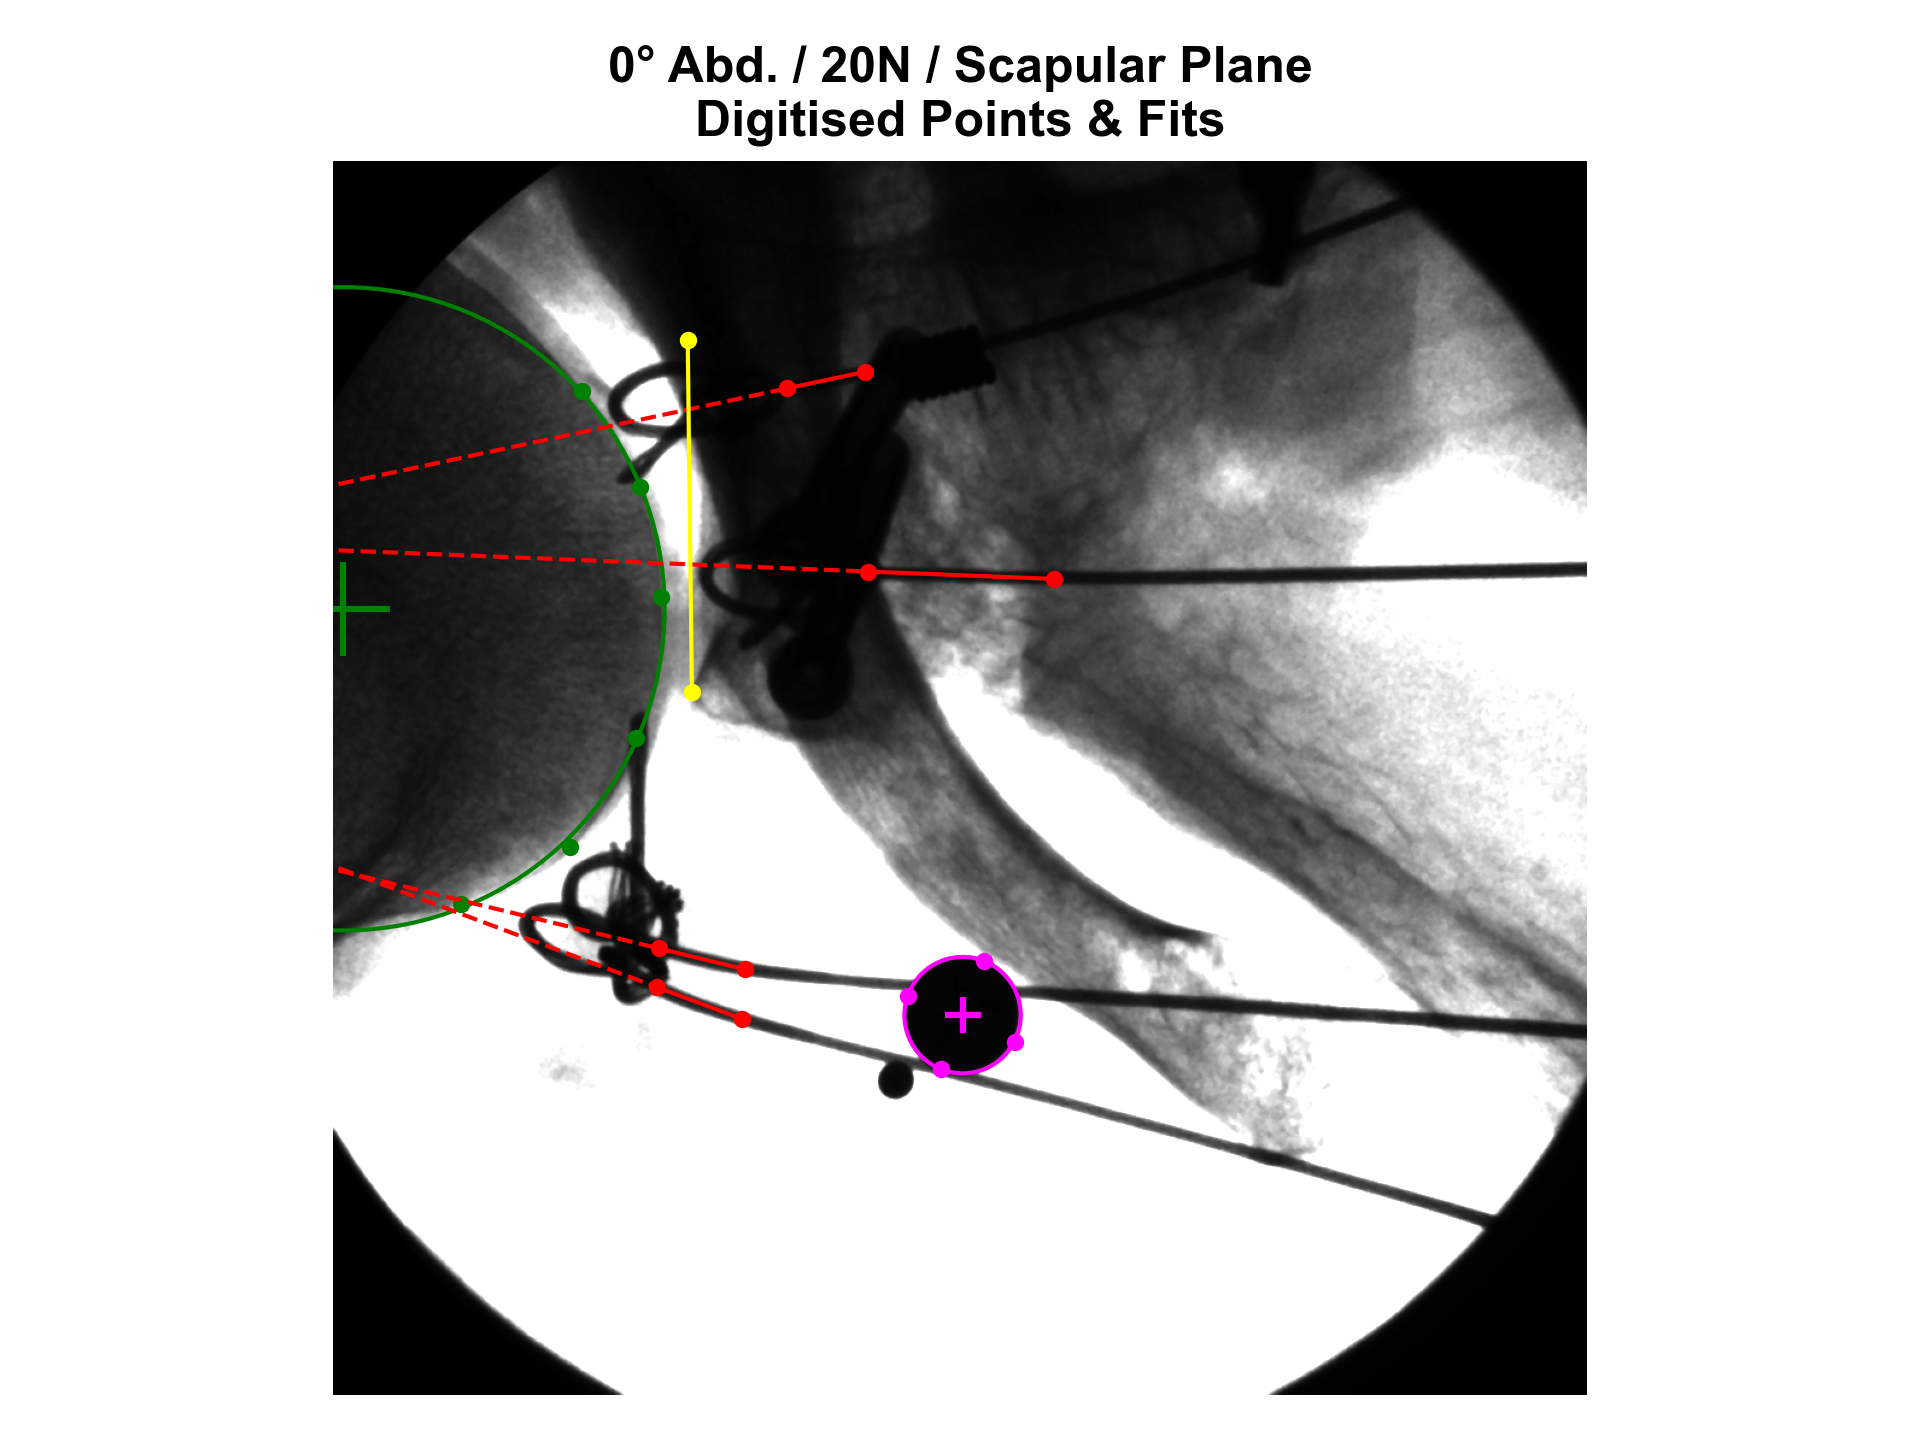 0° Abd. / 20N / Scapular Plane
Digitised Points & Fits